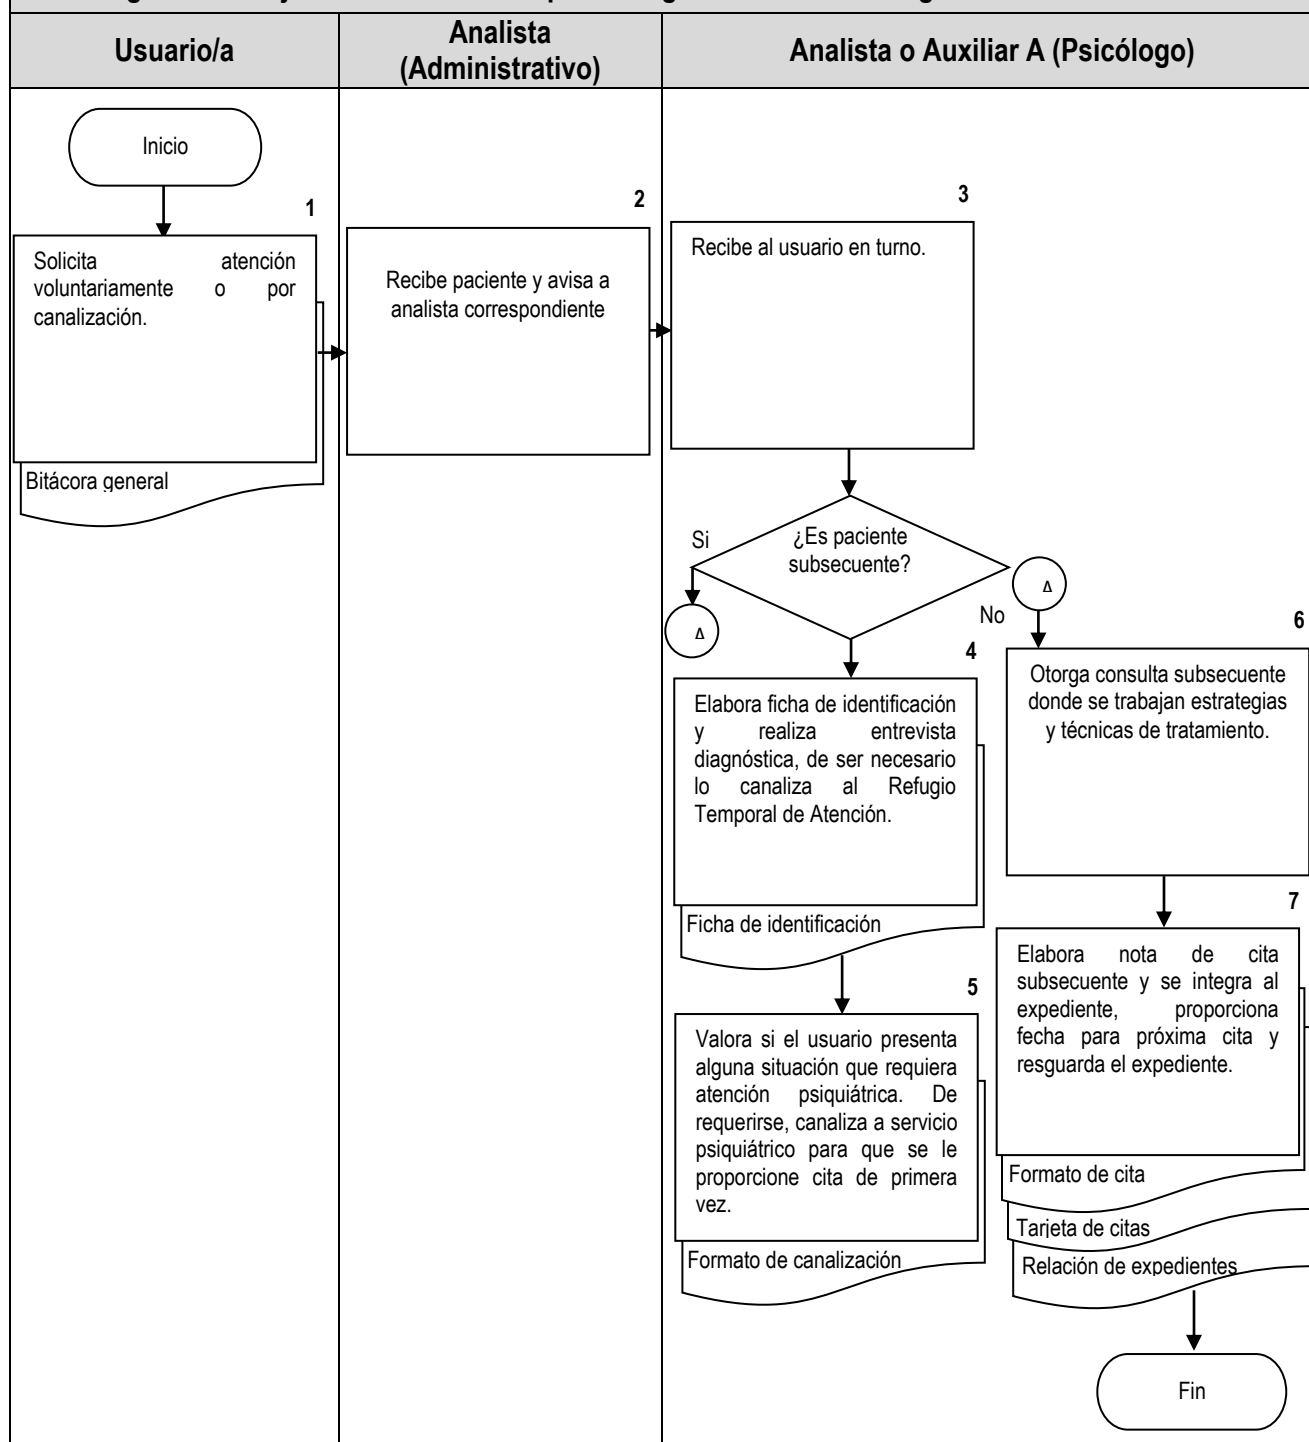 Usuario/a
Analista
(Administrativo)
Analista o Auxiliar A (Psicólogo)
Inicio
1
Solicita atención
voluntariamente o por
canalización.
Bitácora general
2
Recibe paciente y avisa a
analista correspondiente
3
Recibe al usuario en turno.
¿Es paciente
subsecuente?
Si
No
4
Elabora ficha de identificación
y realiza entrevista
diagnóstica, de ser necesario
lo canaliza al Refugio
Temporal de Atención.
Ficha de identificación
5
Valora si el usuario presenta
alguna situación que requiera
atención psiquiátrica. De
requerirse, canaliza a servicio
psiquiátrico para que se le
proporcione cita de primera
vez.
Formato de canalización
6
Otorga consulta subsecuente
donde se trabajan estrategias
y técnicas de tratamiento.
7
Elabora nota de cita
subsecuente y se integra al
expediente, proporciona
fecha para próxima cita y
resguarda el expediente.
Formato de cita
Tarjeta de citas
Relación de expedientes
Fin